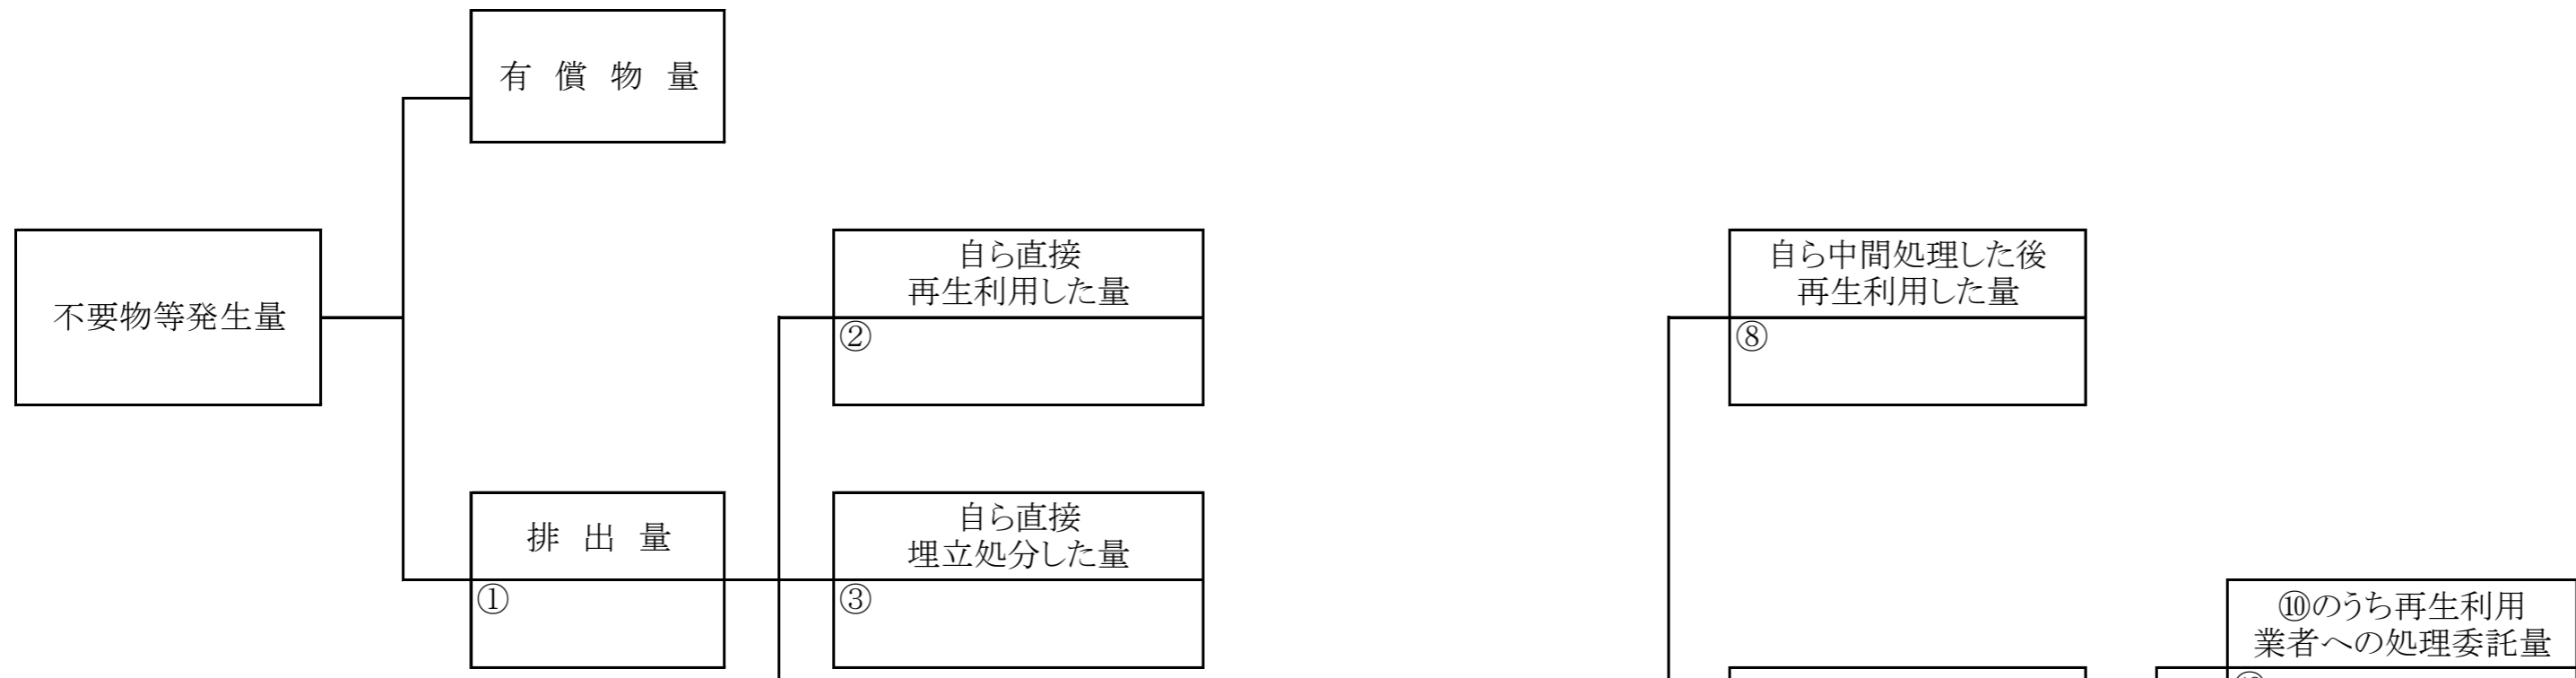 有償物量
不要物等発生量
自ら直接
再生利用した量
②
自ら中間処理した後
再生利用した量
⑧
排出量
①
自ら直接
埋立処分した量
③
⑩のうち再生利用
業者への処理委託量